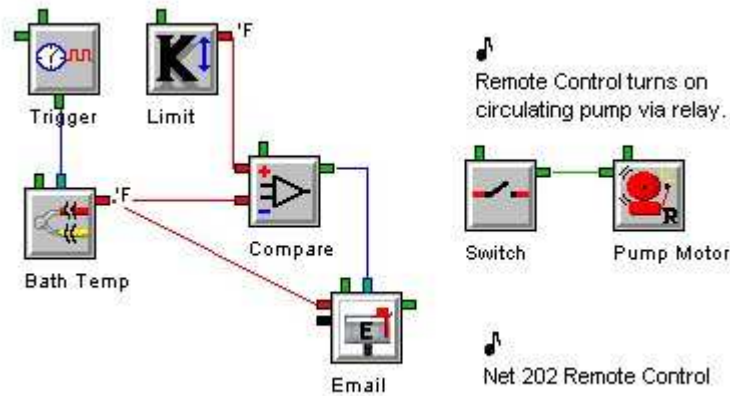 'F
'F
K
Trigger
Limit
Remote Control turns on
circulating pump via relay.
+
-
R
Bath Temp
Compare
Switch
Pump Motor
E
Email
Net 202 Remote Control